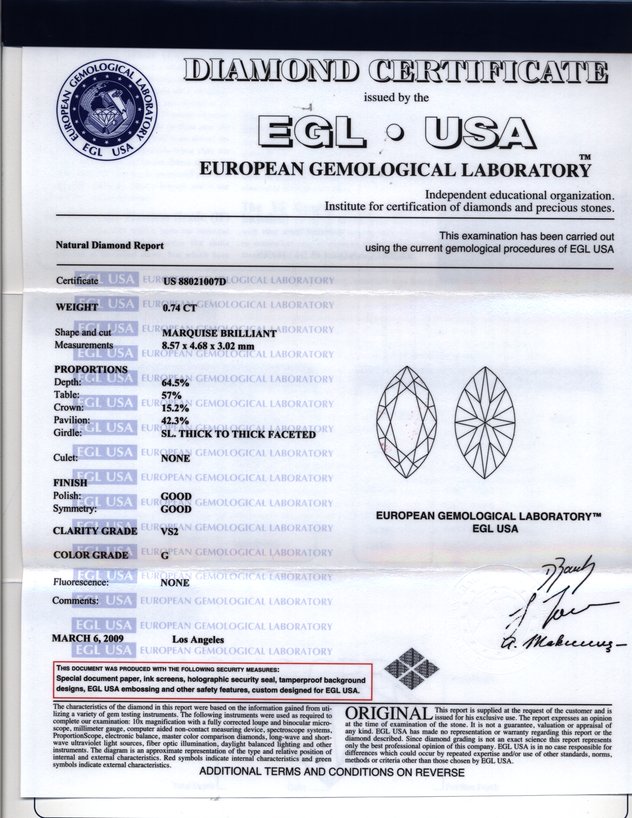 DIAMOND CERTIFICATE
issued by the
EGL • USA
EUROPEAN GEMOLOGICAL LABORATORY™
EUROPEAN GEMOLOGICAL LABORATORY
EGL USA
Independent educational organization.
Institute for certification of diamonds and precious stones.
Natural Diamond Report
This examination has been carried out
using the current gemological procedures of EGL USA
Certificate US 88021007D
WEIGHT 0.74 CT
Shape and cut MARQUISE BRILLIANT
Measurements 8.57 x 4.68 x 3.02 mm
PROPORTIONS
Depth: 64.5%
Table: 57%
Crown: 15.2%
Pavilion: 42.3%
Girdle: SL. THICK TO THICK FACETED
Culet: NONE
FINISH
Polish: GOOD
Symmetry: GOOD
CLARITY GRADE VS2
COLOR GRADE G
Fluorescence: NONE
Comments:
MARCH 6, 2009 Los Angeles
EUROPEAN GEMOLOGICAL LABORATORY™
EGL USA
THIS DOCUMENT WAS PRODUCED WITH THE FOLLOWING SECURITY MEASURES:
Special document paper, ink screens, holographic security seal, tamperproof background
designs, EGL USA embossing and other safety features, custom designed for EGL USA.
The characteristics of the diamond in this report were based on the information gained from uti-
lizing a variety of gem testing instruments. The following instruments were used as required to
complete our examination: 10x magnification with a fully corrected loupe and binocular micro-
scope, millimeter gauge, computer aided non-contact measuring device, spectroscope systems,
ProportionScope, electronic balance, master color comparison diamonds, long-wave and short-
wave ultraviolet light sources, fiber optic illumination, daylight balanced lighting and other
instruments. The diagram is an approximate representation of the type and relative position of
internal and external characteristics. Red symbols indicate internal characteristics and green
symbols indicate external characteristics.
ORIGINAL This report is supplied at the request of the customer and is
issued for his exclusive use. The report expresses an opinion
at the time of examination of the stone. It is not a guarantee, valuation or appraisal of
any kind. EGL USA has made no representation or warranty regarding this report or the
diamond described. Since diamond grading is not an exact science this report represents
only the best professional opinion of this company. EGL USA is in no case responsible for
differences which could occur by repeated expertise and/or use of other standards, norms,
methods or criteria other than those chosen by EGL USA.
ADDITIONAL TERMS AND CONDITIONS ON REVERSE